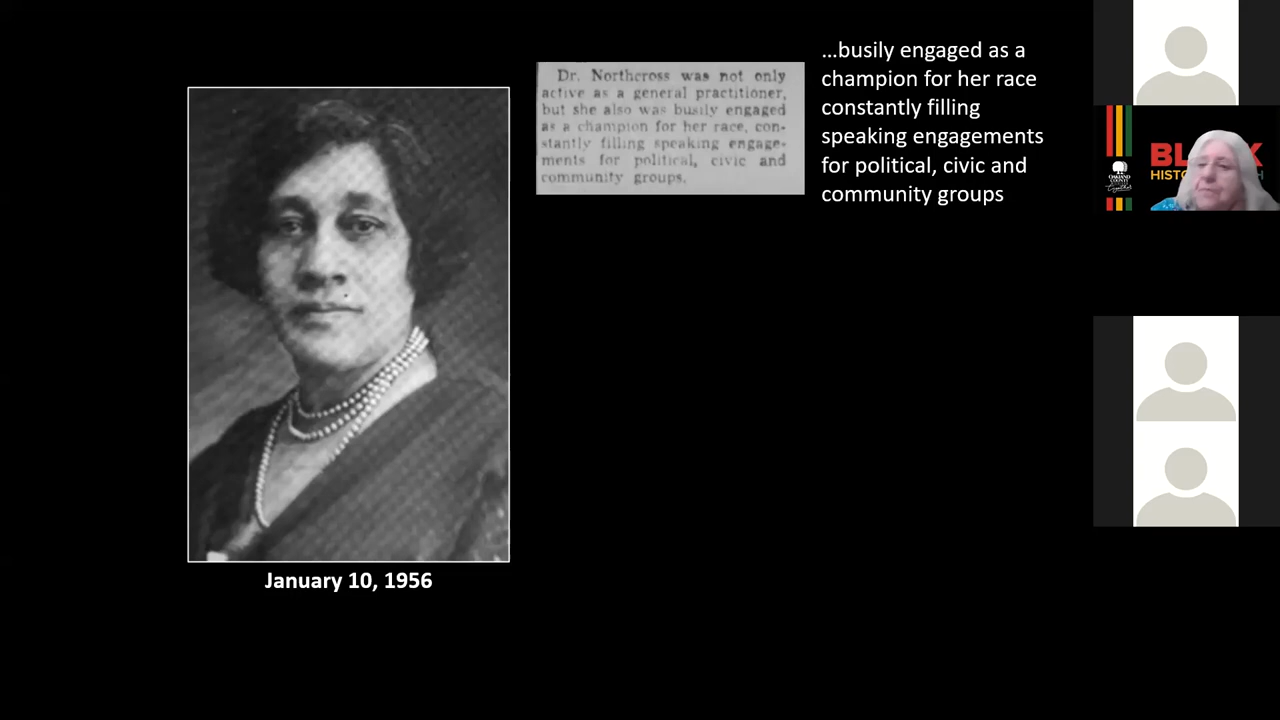 Dr. Northcross was not only
active as a general practitioner,
but she also was busily engaged
as a champion for her race, con-
stantly filling speaking engage-
ments for political, civic and
community groups.
...busily engaged as a
champion for her race
constantly filling
speaking engagements
for political, civic and
community groups
January 10, 1956
OAKLAND
COUNTY